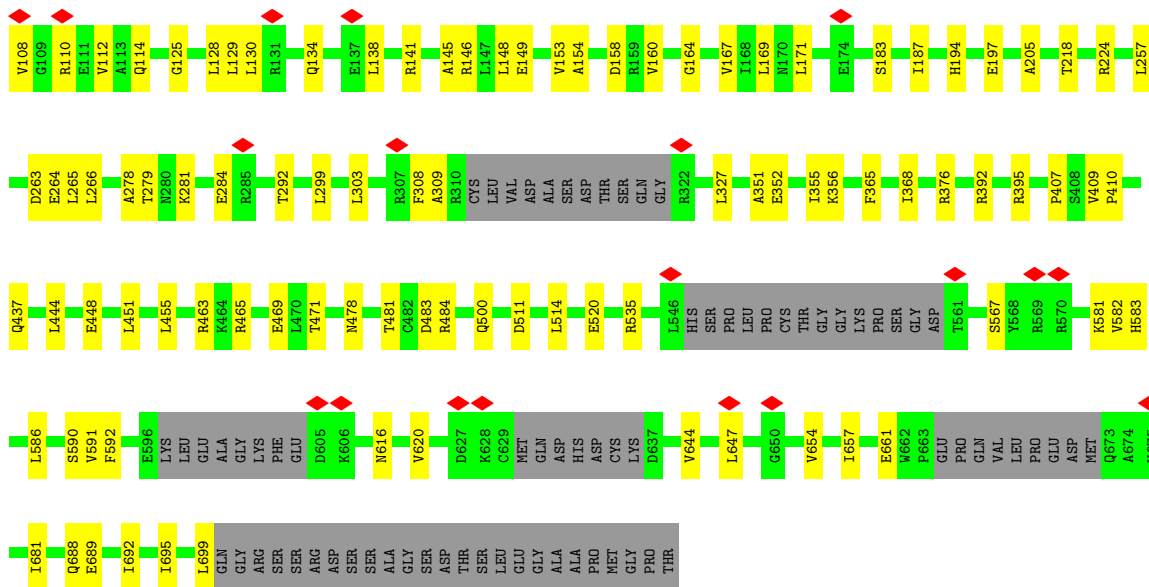 V108 G109 R110 E111 V112 A113 Q114 G125 L128 L129 L130 R131 Q134 E137 L138 R141 A145 R146 L147 L148 E149 V153 A154 D158 R159 V160 G164 V167 I168 L169 N170 L171 E174 S183 I187 H194 E197 A205 T218 R224 L257
D263 E264 L265 L266 A278 T279 N280 K281 E284 R285 T292 L299 L303 R307 F308 A309 R310 CYS LEU VAL ASP ALA SER ASP THR SER GLN GLY R322 L327 A351 E352 I355 K356 F365 I368 R376 R392 R395 P407 S408 V409 P410
Q437 L444 E448 L451 L455 R463 K464 R465 E469 L470 T471 N478 T481 C482 D483 R484 Q500 D511 L514 E520 R535 L546 HIS SER PRO LEU PRO CYS THR GLY GLY LYS PRO SER GLY ASP T561 S567 Y568 R569 R570 K581 V582 H583
L586 S590 V591 F592 E596 LYS LEU GLU ALA GLY LYS PHE GLU D605 K606 N616 V620 D627 K628 C629 MET GLN ASP HIS ASP CYS LYS D637 V644 L647 G650 V654 I657 E661 W662 P663 GLU PRO GLN VAL LEU PRO GLU ASP MET Q673 A674
I681 Q688 E689 I692 I695 L699 GLN GLY ARG SER SER ARG ASP SER SER ALA GLY SER ASP THR SER LEU GLU GLY ALA ALA PRO MET GLY PRO THR